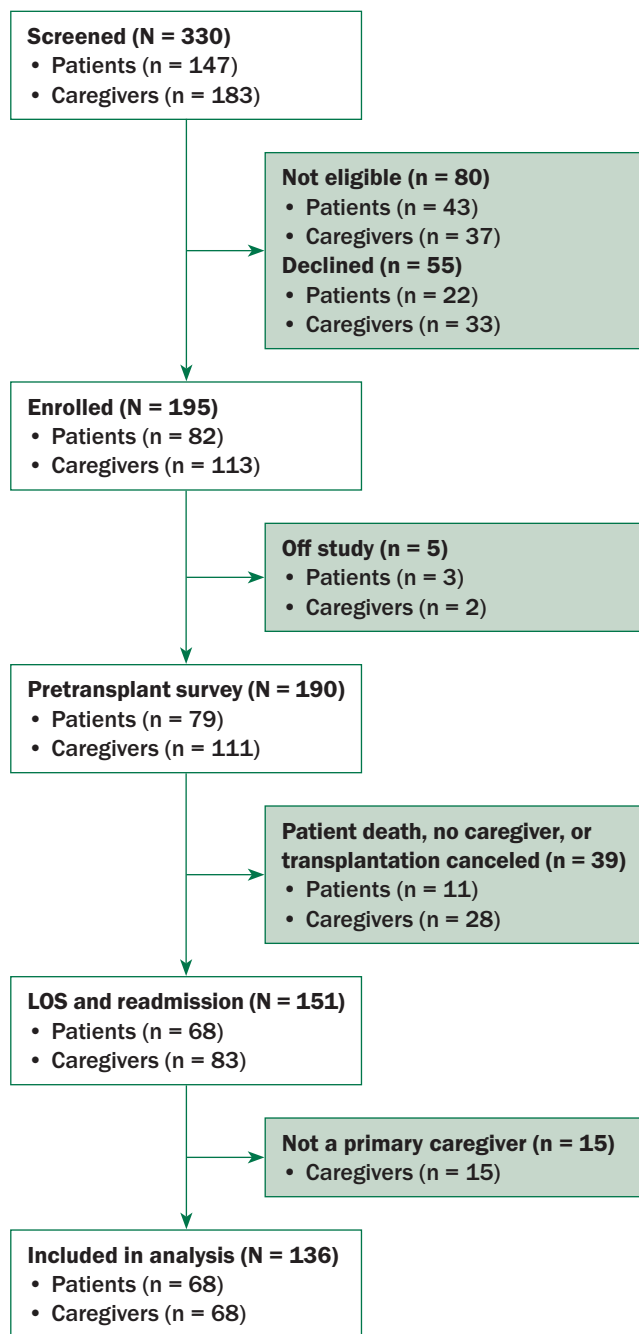 Screened (N = 330)
• Patients (n = 147)
• Caregivers (n = 183)
Not eligible (n = 80)
• Patients (n = 43)
• Caregivers (n = 37)
Declined (n = 55)
• Patients (n = 22)
• Caregivers (n = 33)
Enrolled (N = 195)
• Patients (n = 82)
• Caregivers (n = 113)
Off study (n = 5)
• Patients (n = 3)
• Caregivers (n = 2)
Pretransplant survey (N = 190)
• Patients (n = 79)
• Caregivers (n = 111)
Patient death, no caregiver, or
transplantation canceled (n = 39)
• Patients (n = 11)
• Caregivers (n = 28)
LOS and readmission (N = 151)
• Patients (n = 68)
• Caregivers (n = 83)
Not a primary caregiver (n = 15)
• Caregivers (n = 15)
Included in analysis (N = 136)
• Patients (n = 68)
• Caregivers (n = 68)